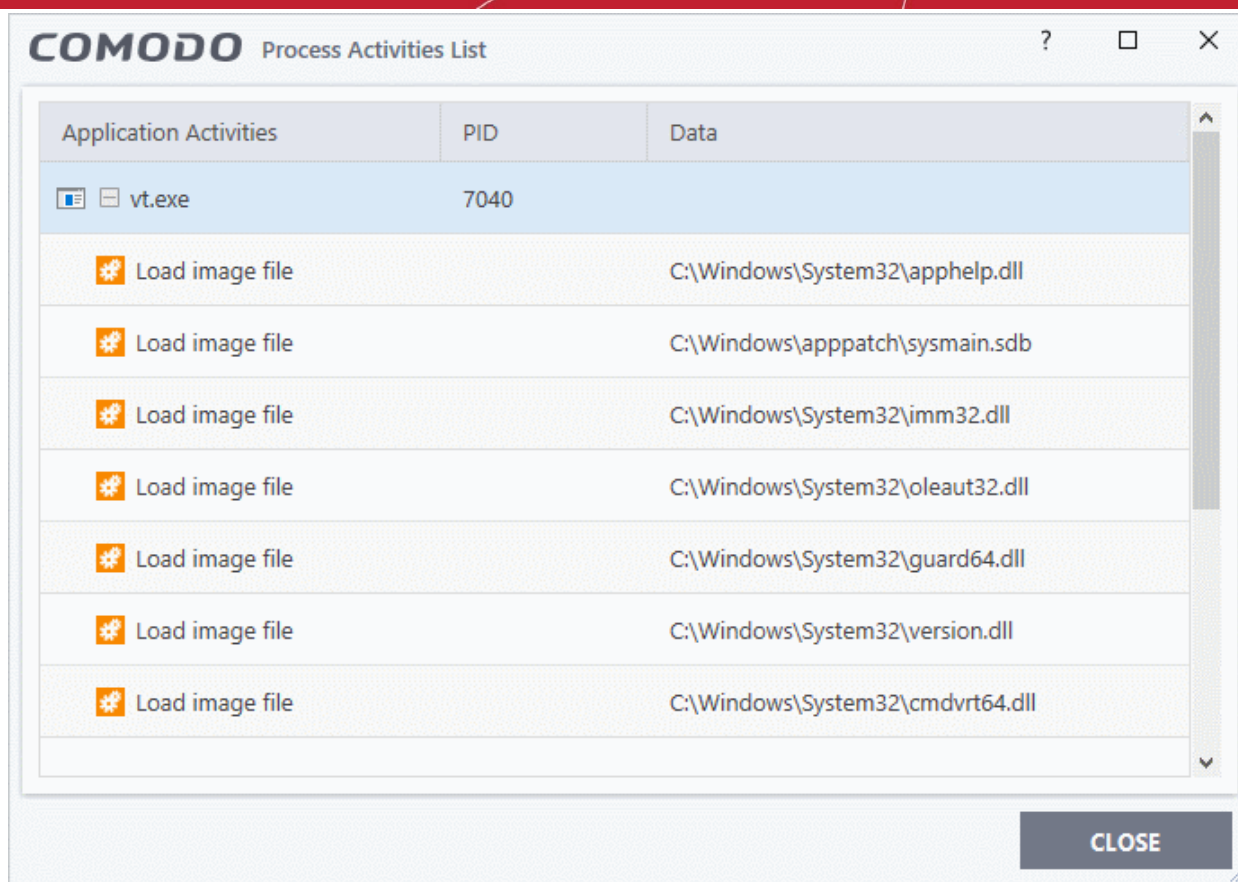 COMODO Process Activities List ?
Application Activities PID Data
vt.exe 7040
Load image file C:\Windows\System32\apphelp.dll
Load image file C:\Windows\apppatch\sysmain.sdb
Load image file C:\Windows\System32\imm32.dll
Load image file C:\Windows\System32\oleaut32.dll
Load image file C:\Windows\System32\guard64.dll
Load image file C:\Windows\System32\version.dll
Load image file C:\Windows\System32\cmdvrt64.dll
CLOSE